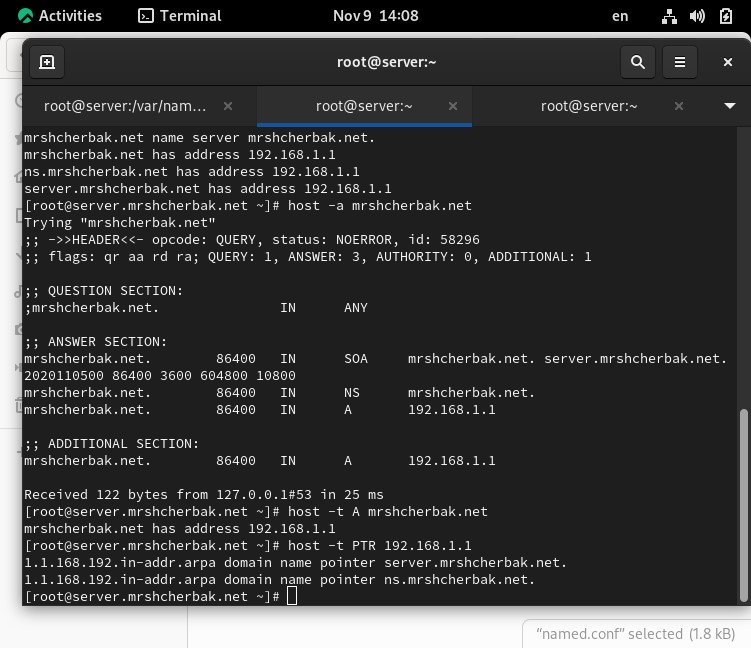 Activities Terminal Nov 9 14:08 en
root@server:~
root@server:/var/nam... root@server:~ root@server:~
mrshcherbak.net name server mrshcherbak.net.
mrshcherbak.net has address 192.168.1.1
ns.mrshcherbak.net has address 192.168.1.1
server.mrshcherbak.net has address 192.168.1.1
[root@server.mrshcherbak.net ~]# host -a mrshcherbak.net
Trying "mrshcherbak.net"
;; ->>HEADER<<- opcode: QUERY, status: NOERROR, id: 58296
;; flags: qr aa rd ra; QUERY: 1, ANSWER: 3, AUTHORITY: 0, ADDITIONAL: 1
;; QUESTION SECTION:
;mrshcherbak.net. IN ANY
;; ANSWER SECTION:
mrshcherbak.net. 86400 IN SOA mrshcherbak.net. server.mrshcherbak.net.
2020110500 86400 3600 604800 10800
mrshcherbak.net. 86400 IN NS mrshcherbak.net.
mrshcherbak.net. 86400 IN A 192.168.1.1
;; ADDITIONAL SECTION:
mrshcherbak.net. 86400 IN A 192.168.1.1
Received 122 bytes from 127.0.0.1#53 in 25 ms
[root@server.mrshcherbak.net ~]# host -t A mrshcherbak.net
mrshcherbak.net has address 192.168.1.1
[root@server.mrshcherbak.net ~]# host -t PTR 192.168.1.1
1.1.168.192.in-addr.arpa domain name pointer server.mrshcherbak.net.
1.1.168.192.in-addr.arpa domain name pointer ns.mrshcherbak.net.
[root@server.mrshcherbak.net ~]#
“named.conf” selected (1.8 kB)